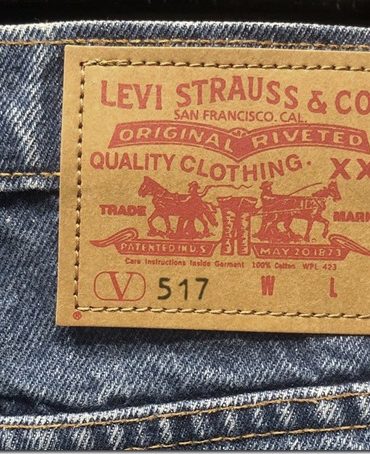 LEVI STRAUSS & CO
SAN FRANCISCO. CAL.
ORIGINAL RIVETED
QUALITY CLOTHING. XX
TRADE MARK
PATENTED IN U.S. MAY 20 1873
Care Instructions Inside Garment 100% Cotton WPL 423
V 517 W L
®